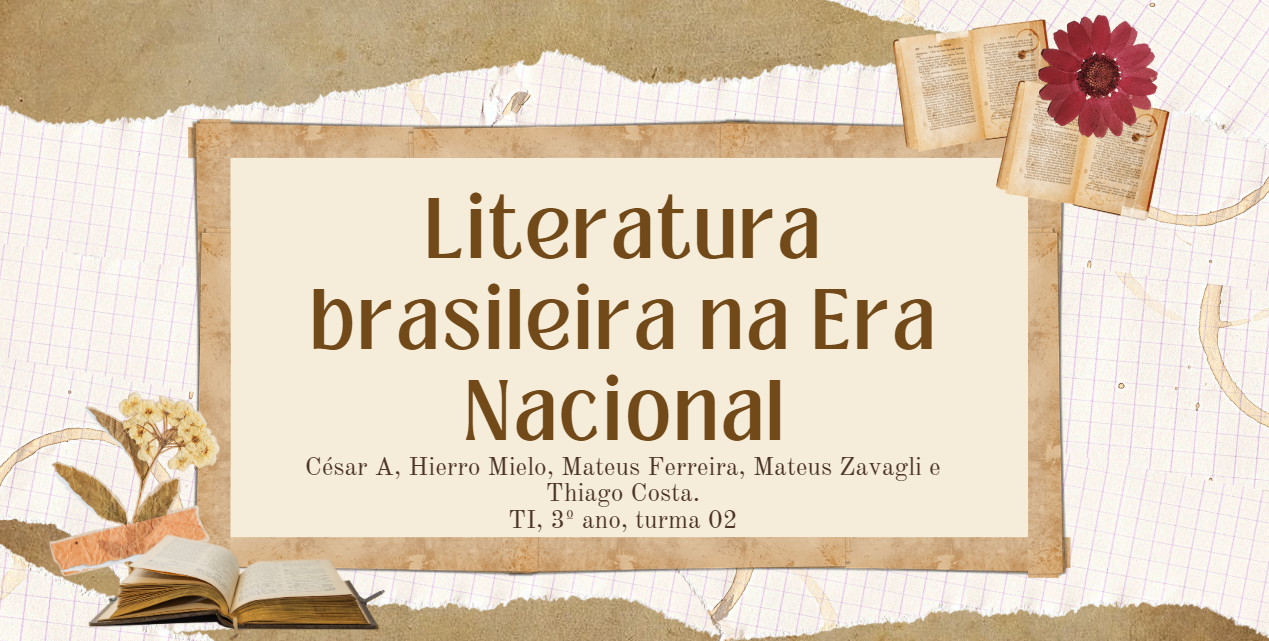 Literatura
brasileira na Era
Nacional
César A, Hierro Mielo, Mateus Ferreira, Mateus Zavagli e
Thiago Costa.
TI, 3º ano, turma 02